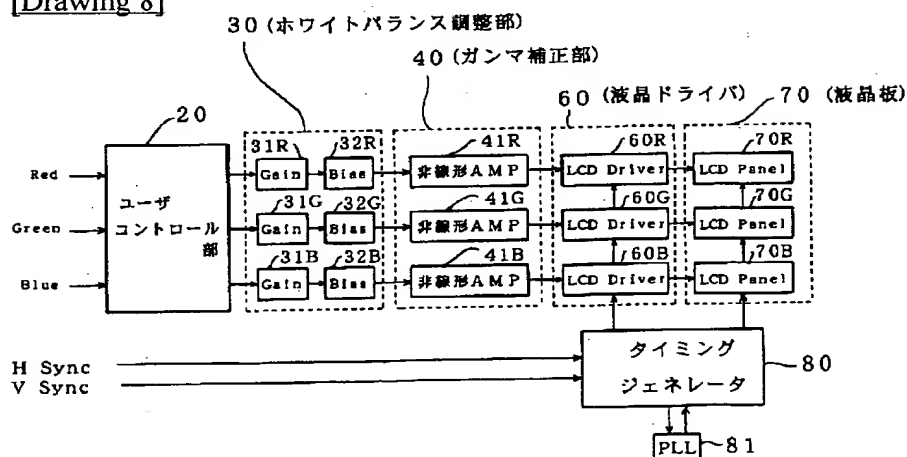 [Drawing 8]
30 (ホワイトバランス調整部)
40 (ガンマ補正部)
60 (液晶ドライバ)
70 (液晶板)
20
31R 32R 41R 60R 70R
Red
Gain Bias 非線形AMP LCD Driver LCD Panel
ユーザ
コントロール
部
31G 32G 41G 60G 70G
Green
Gain Bias 非線形AMP LCD Driver LCD Panel
31B 32B 41B 60B 70B
Blue
Gain Bias 非線形AMP LCD Driver LCD Panel
H Sync
V Sync
タイミング
ジェネレータ
80
PLL 81